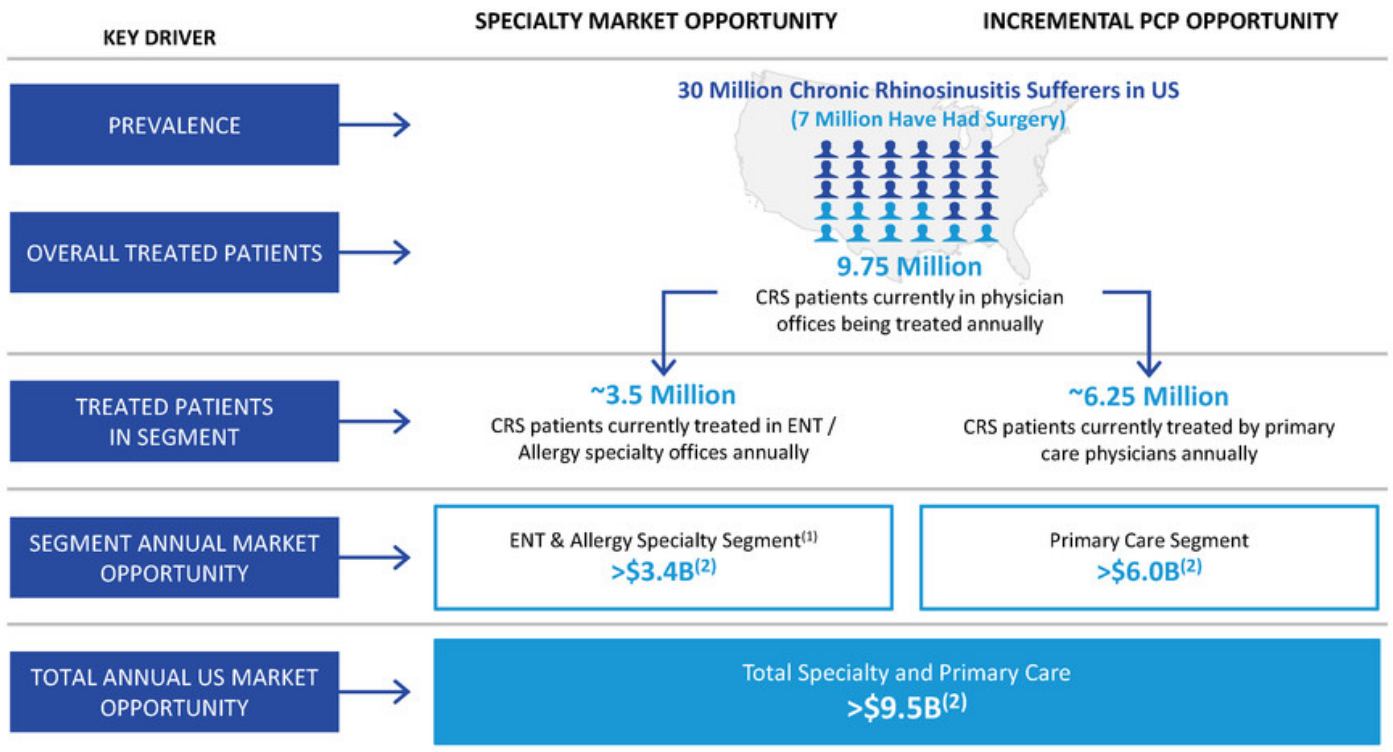 KEY DRIVER
SPECIALTY MARKET OPPORTUNITY
INCREMENTAL PCP OPPORTUNITY
PREVALENCE
30 Million Chronic Rhinosinusitis Sufferers in US
(7 Million Have Had Surgery)
OVERALL TREATED PATIENTS
9.75 Million
CRS patients currently in physician
offices being treated annually
TREATED PATIENTS
IN SEGMENT
~3.5 Million
CRS patients currently treated in ENT /
Allergy specialty offices annually
~6.25 Million
CRS patients currently treated by primary
care physicians annually
SEGMENT ANNUAL MARKET
OPPORTUNITY
ENT & Allergy Specialty Segment(1)
>$3.4B(2)
Primary Care Segment
>$6.0B(2)
TOTAL ANNUAL US MARKET
OPPORTUNITY
Total Specialty and Primary Care
>$9.5B(2)